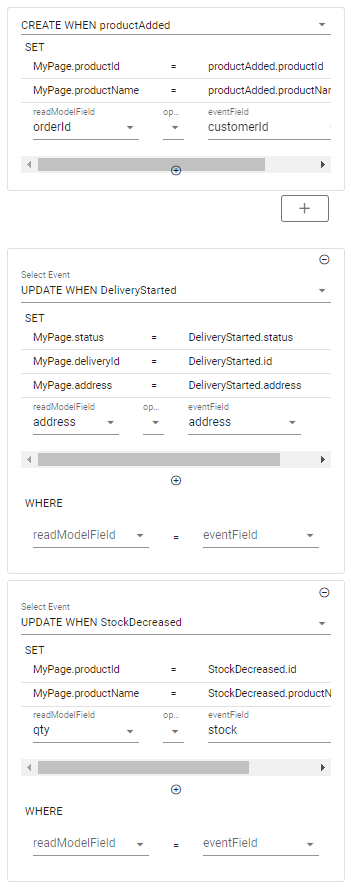 CREATE WHEN productAdded
SET
MyPage.productId = productAdded.productId
MyPage.productName = productAdded.productNar
readModelField op... eventField
orderId customerId
Select Event
UPDATE WHEN DeliveryStarted
SET
MyPage.status = DeliveryStarted.status
MyPage.deliveryId = DeliveryStarted.id
MyPage.address = DeliveryStarted.address
readModelField op... eventField
address address
WHERE
readModelField = eventField
Select Event
UPDATE WHEN StockDecreased
SET
MyPage.productId = StockDecreased.id
MyPage.productName = StockDecreased.productN
readModelField op... eventField
qty stock
WHERE
readModelField = eventField